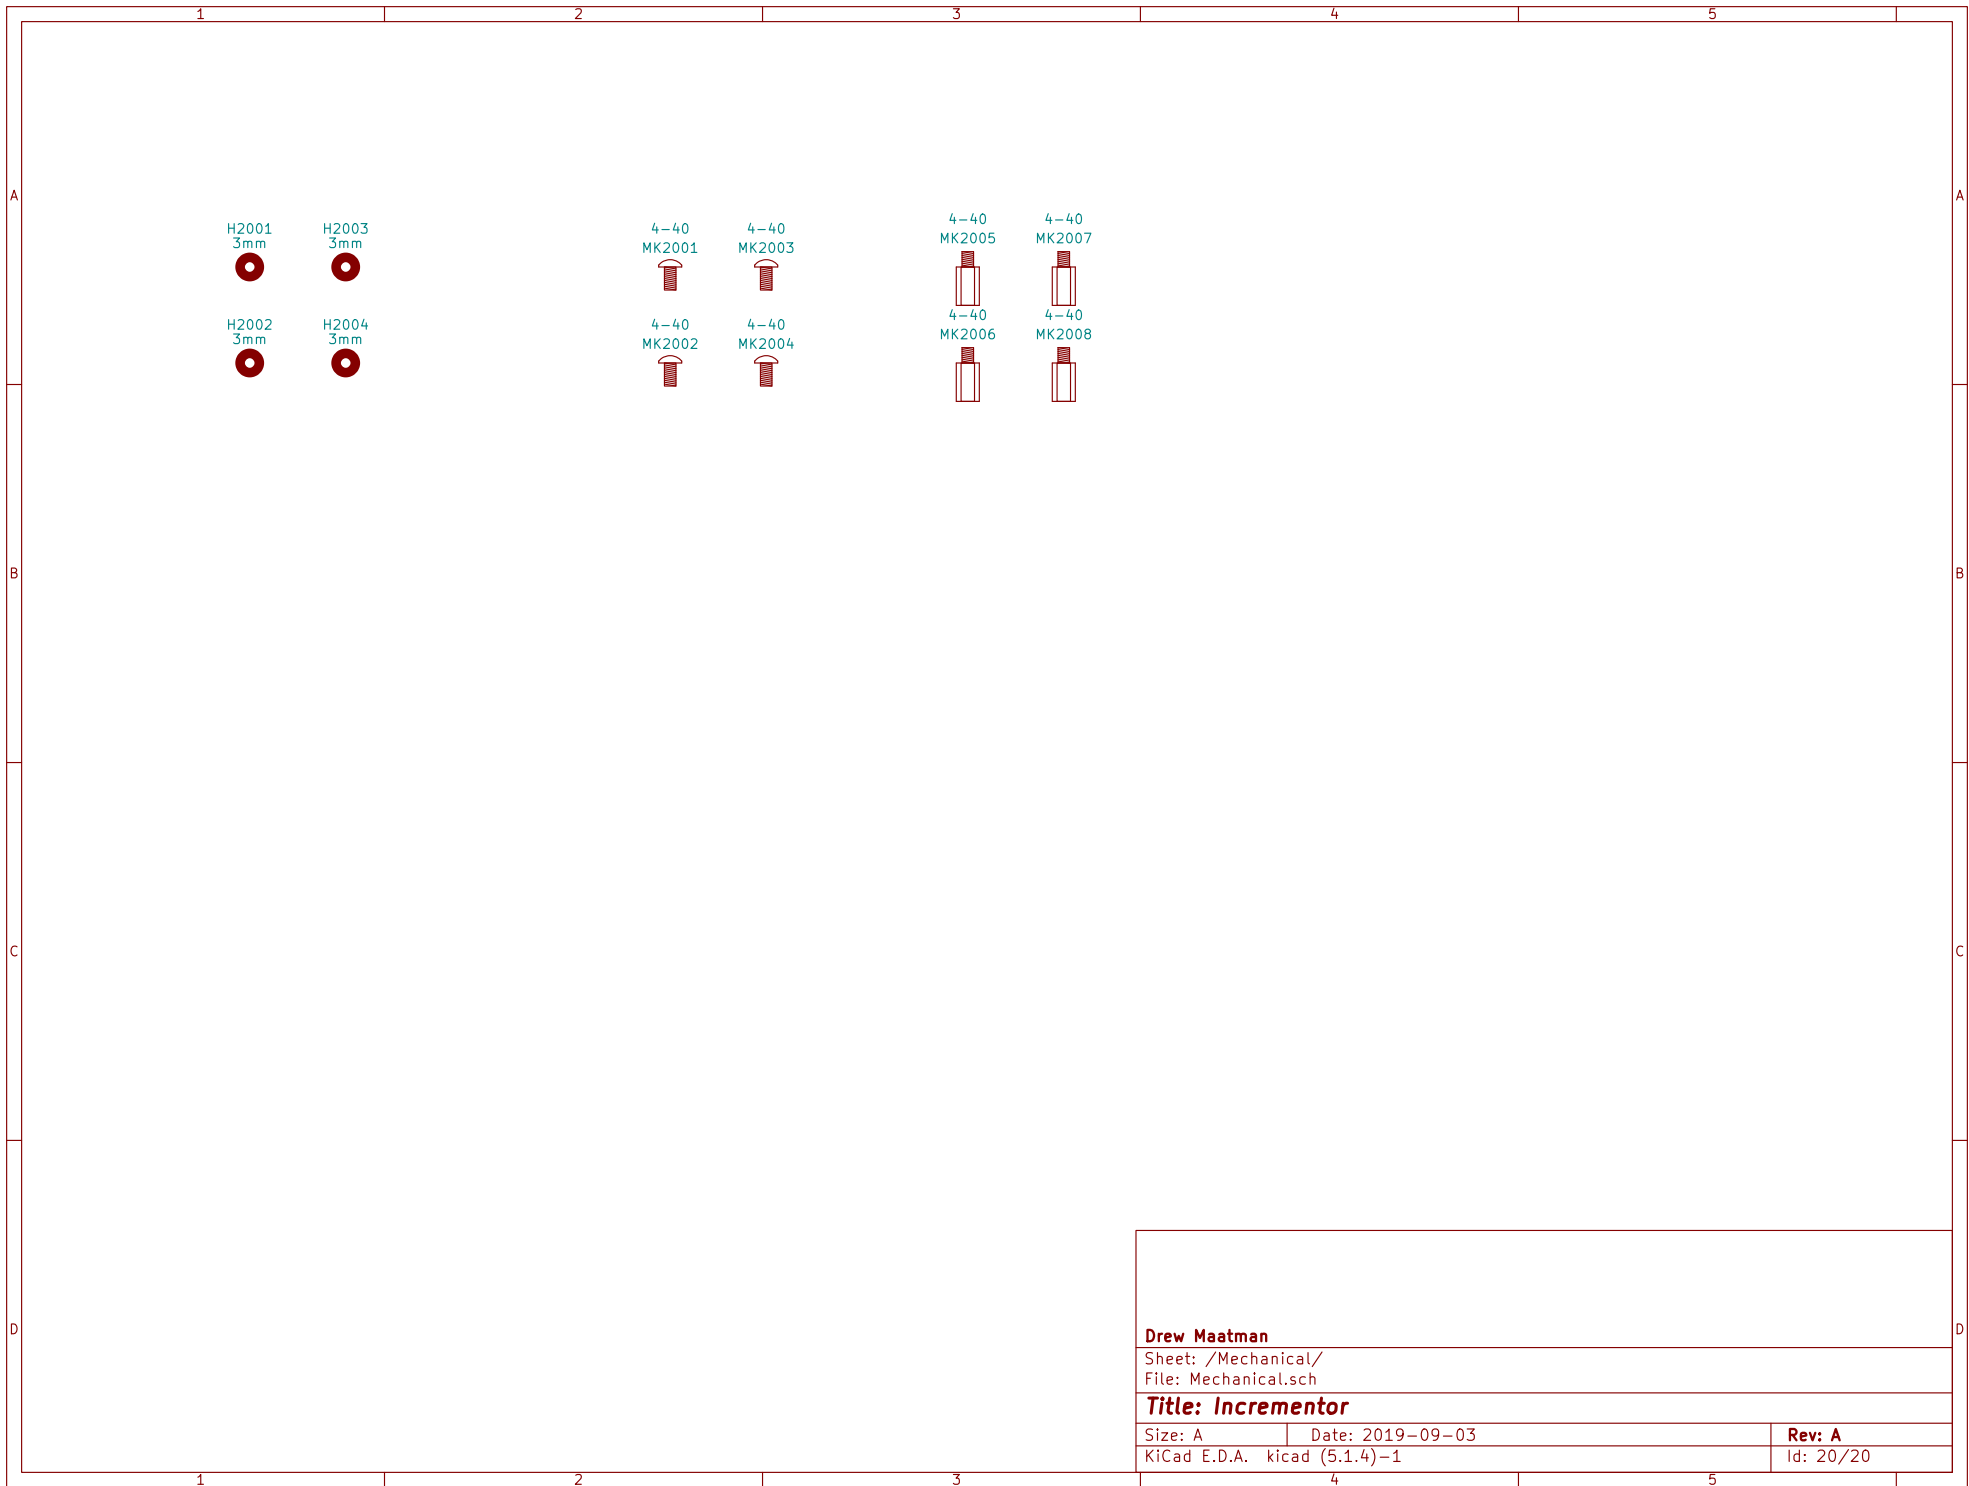 1 2 3 4 5
A A
H2001 H2003 4-40 4-40 4-40 4-40
3mm 3mm MK2001 MK2003 MK2005 MK2007
H2002 H2004 4-40 4-40 4-40 4-40
3mm 3mm MK2002 MK2004 MK2006 MK2008
B B
C C
D D
Drew Maatman
Sheet: /Mechanical/
File: Mechanical.sch
Title: Incrementor
Size: A Date: 2019-09-03 Rev: A
KiCad E.D.A. kicad (5.1.4)-1 Id: 20/20
1 2 3 4 5